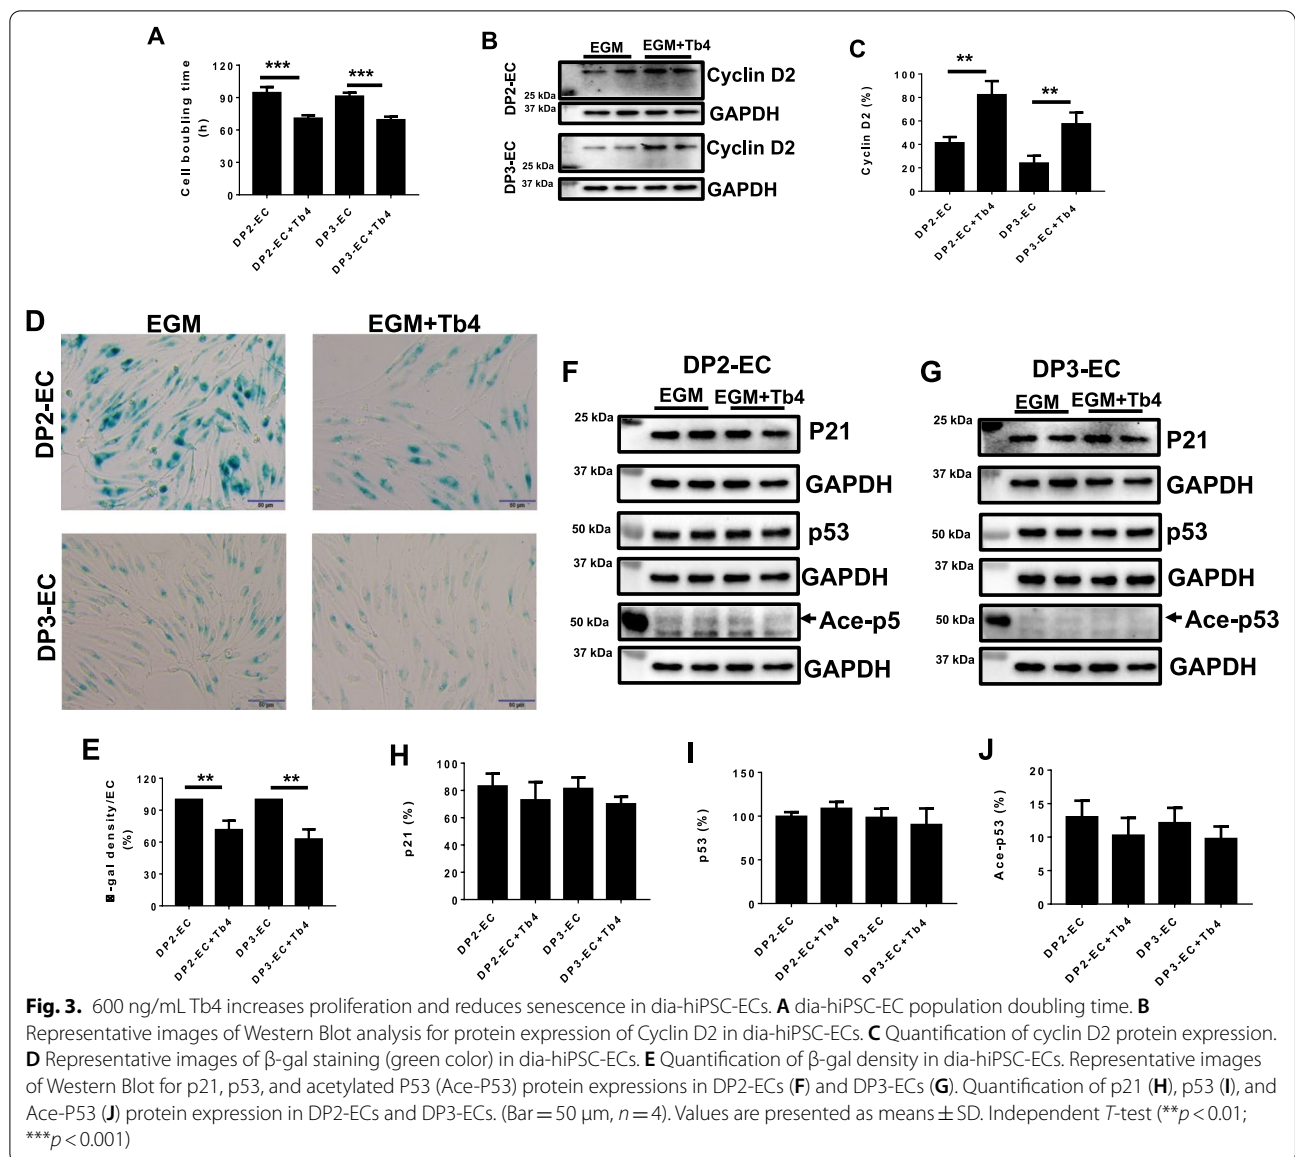 A
Cell boubling time
(h)
120
90
60
30
0
***
***
DP2-EC
DP2-EC+Tb4
DP3-EC
DP3-EC+Tb4
B
EGM
EGM+Tb4
DP2-EC
Cyclin D2
25 kDa
37 kDa
GAPDH
DP3-EC
Cyclin D2
25 kDa
37 kDa
GAPDH
C
Cyclin D2 (%)
100
80
60
40
20
0
**
**
DP2-EC
DP2-EC+Tb4
DP3-EC
DP3-EC+Tb4
D
EGM
EGM+Tb4
DP2-EC
50 µm
50 µm
DP3-EC
50 µm
50 µm
F
DP2-EC
EGM
EGM+Tb4
25 kDa
P21
37 kDa
GAPDH
50 kDa
p53
37 kDa
GAPDH
50 kDa
Ace-p5
37 kDa
GAPDH
G
DP3-EC
EGM
EGM+Tb4
25 kDa
P21
37 kDa
GAPDH
50 kDa
p53
37 kDa
GAPDH
50 kDa
Ace-p53
37 kDa
GAPDH
E
-gal density/EC
(%)
120
90
60
30
0
**
**
DP2-EC
DP2-EC+Tb4
DP3-EC
DP3-EC+Tb4
H
p21 (%)
100
80
60
40
20
0
DP2-EC
DP2-EC+Tb4
DP3-EC
DP3-EC+Tb4
I
p53 (%)
150
100
50
0
DP2-EC
DP2-EC+Tb4
DP3-EC
DP3-EC+Tb4
J
Ace-p53 (%)
20
15
10
5
0
DP2-EC
DP2-EC+Tb4
DP3-EC
DP3-EC+Tb4
Fig. 3. 600 ng/mL Tb4 increases proliferation and reduces senescence in dia-hiPSC-ECs. A dia-hiPSC-EC population doubling time. B
Representative images of Western Blot analysis for protein expression of Cyclin D2 in dia-hiPSC-ECs. C Quantification of cyclin D2 protein expression.
D Representative images of β-gal staining (green color) in dia-hiPSC-ECs. E Quantification of β-gal density in dia-hiPSC-ECs. Representative images
of Western Blot for p21, p53, and acetylated P53 (Ace-P53) protein expressions in DP2-ECs (F) and DP3-ECs (G). Quantification of p21 (H), p53 (I), and
Ace-P53 (J) protein expression in DP2-ECs and DP3-ECs. (Bar = 50 µm, n = 4). Values are presented as means ± SD. Independent T-test (**p < 0.01;
***p < 0.001)